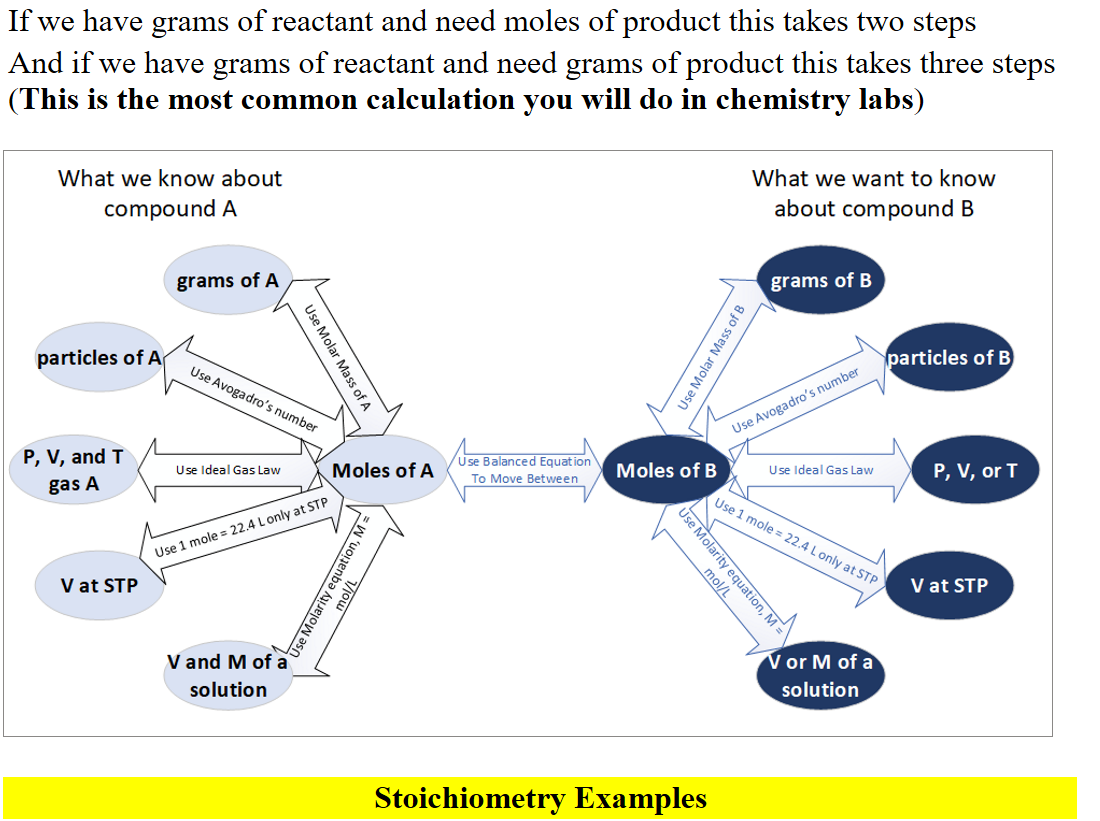 If we have grams of reactant and need moles of product this takes two steps
And if we have grams of reactant and need grams of product this takes three steps
(This is the most common calculation you will do in chemistry labs)
What we know about
compound A
What we want to know
about compound B
grams of A
grams of B
Use Molar Mass of A
Use Molar Mass of B
particles of A
particles of B
Use Avogadro's number
Use Avogadro's number
P, V, and T
gas A
Use Ideal Gas Law
Moles of A
Use Balanced Equation
To Move Between
Moles of B
Use Ideal Gas Law
P, V, or T
Use 1 mole = 22.4 L only at STP
Use 1 mole = 22.4 L only at STP
V at STP
V at STP
Use Molarity equation, M =
mol/L
Use Molarity equation, M =
mol/L
V and M of a
solution
V or M of a
solution
Stoichiometry Examples